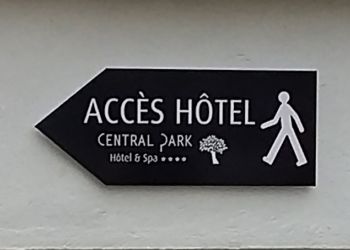 ACCÈS HÔTEL
CENTRAL PARK
Hôtel & Spa ★★★★